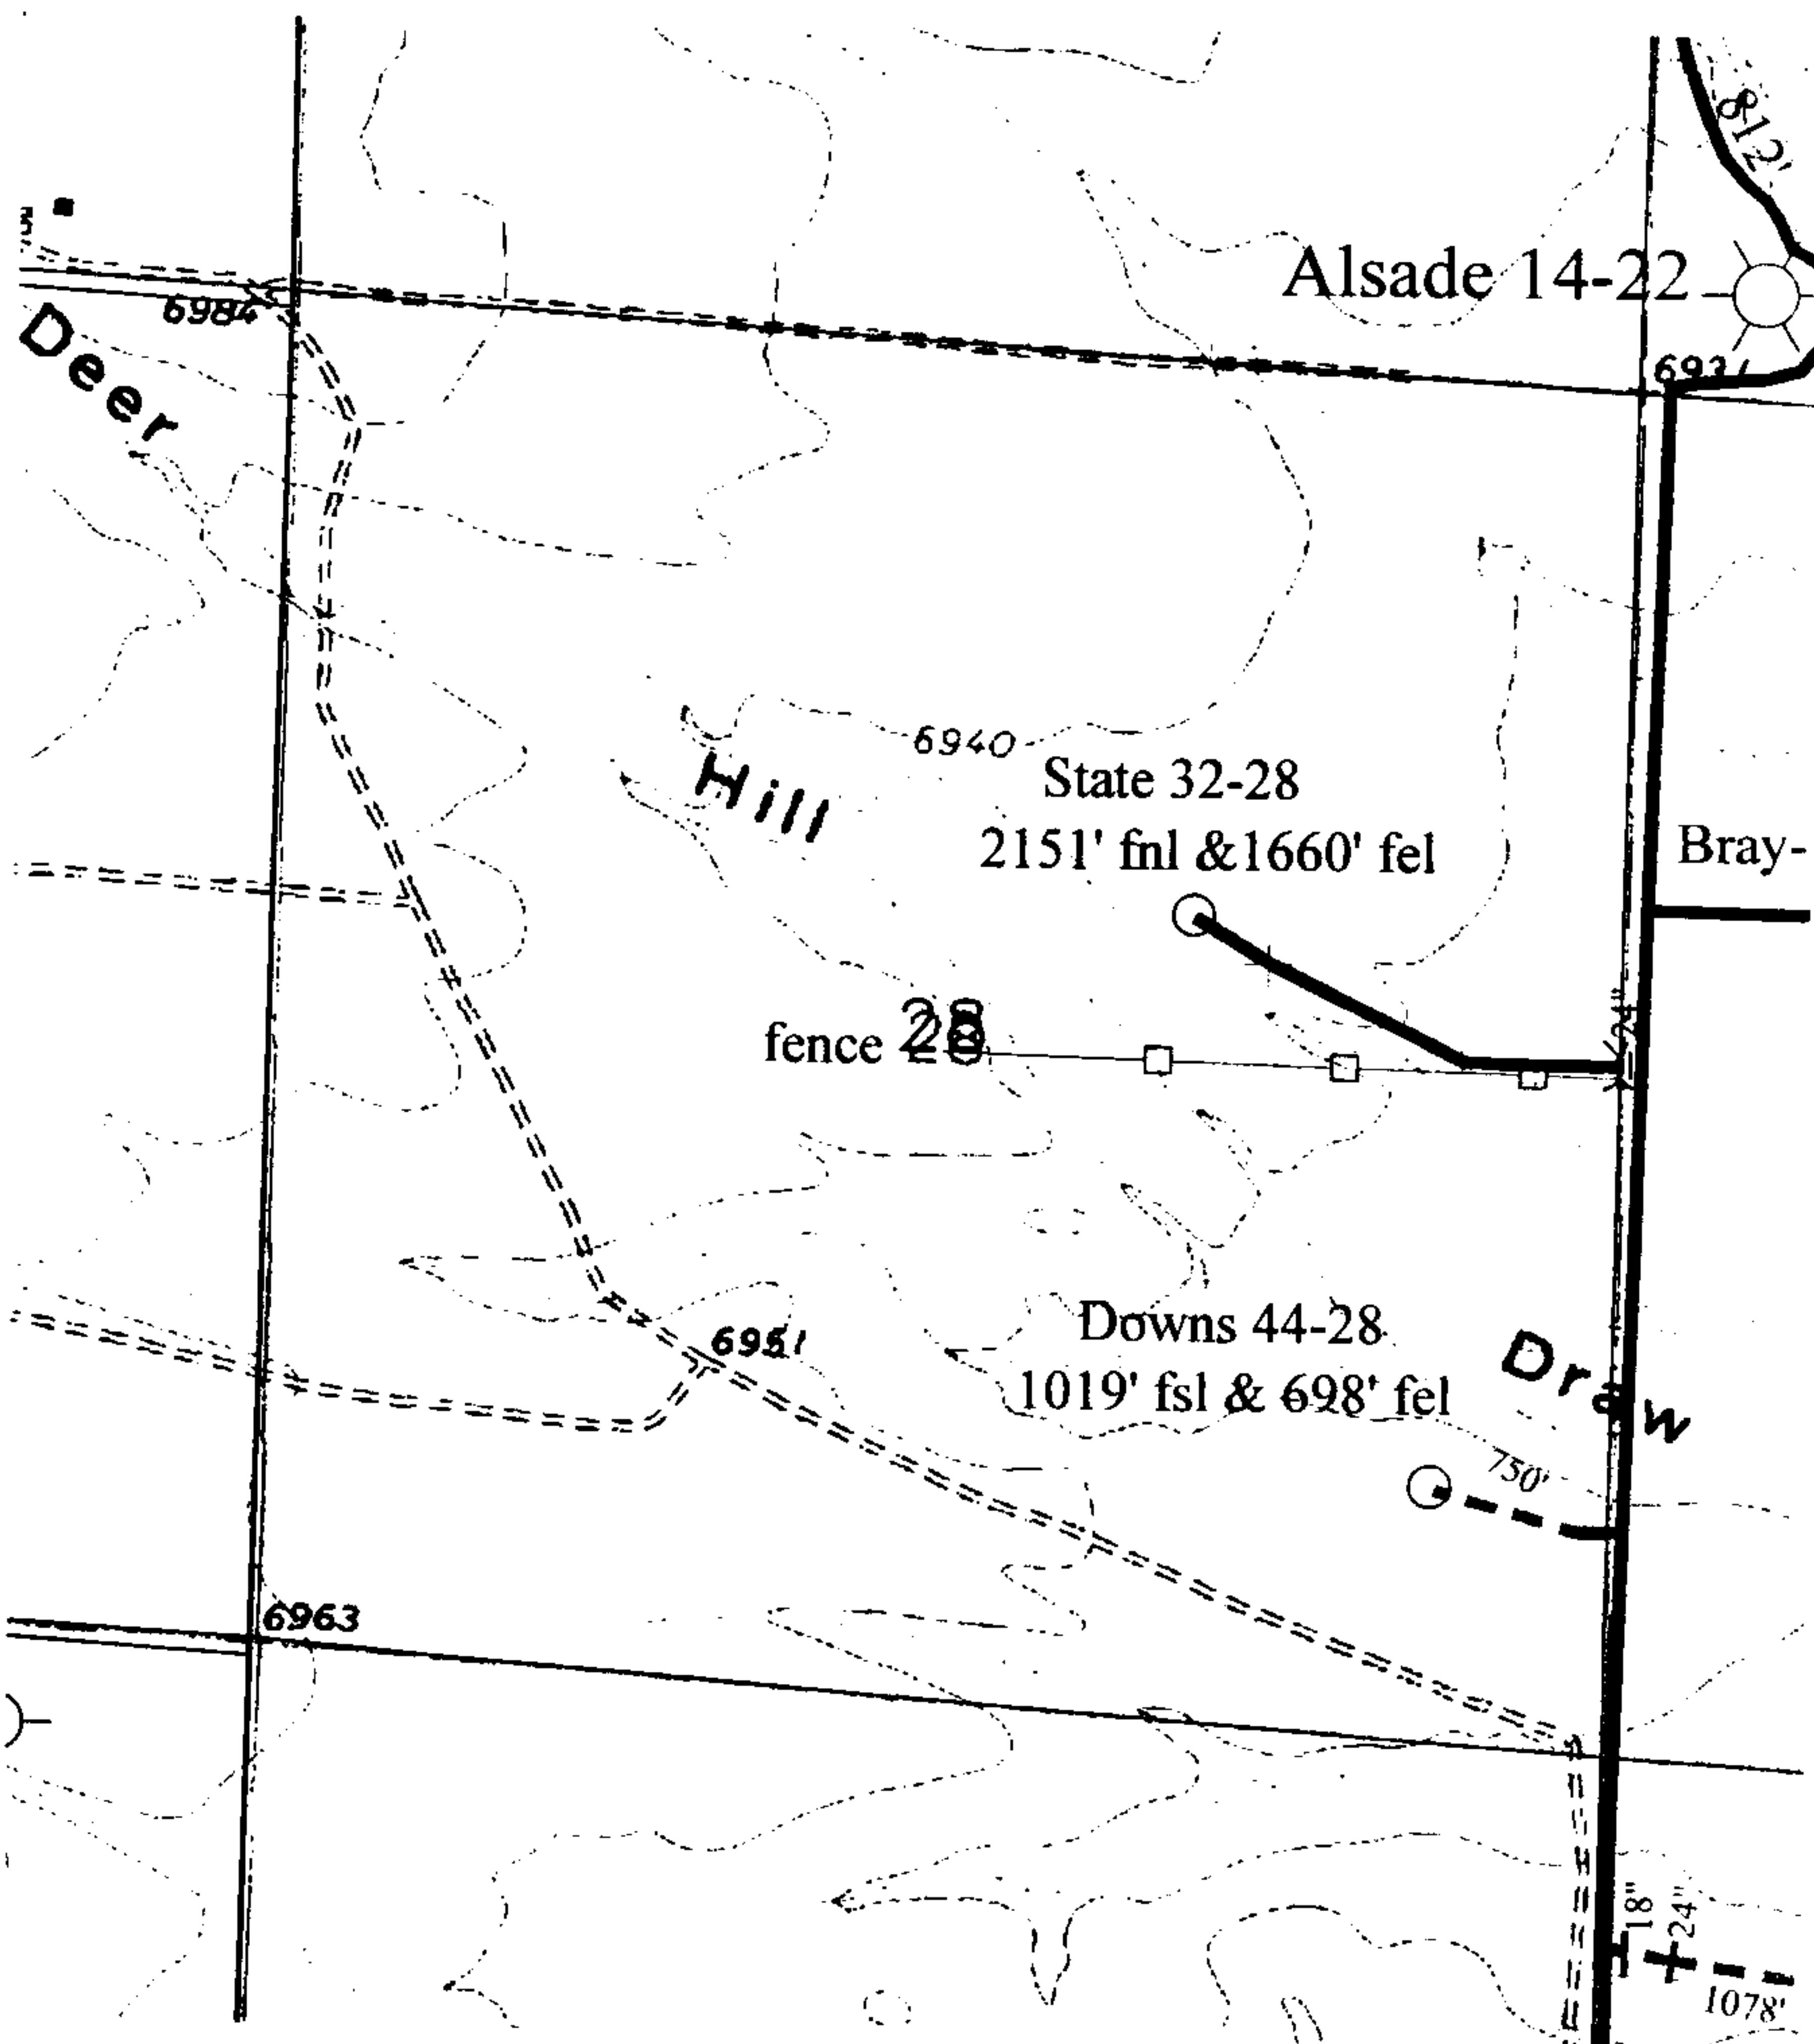 812'
Alsade 14-22
6984
Deer
6940
Hill
State 32-28
2151' fnl &1660' fel
Bray-
24"
fence 28
Downs 44-28
6951
1019' fsl & 698' fel
Draw
750'
6963
18"
24"
1078'